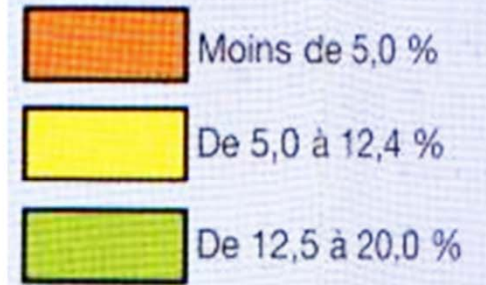 Moins de 5,0 %
De 5,0 à 12,4 %
De 12,5 à 20,0 %